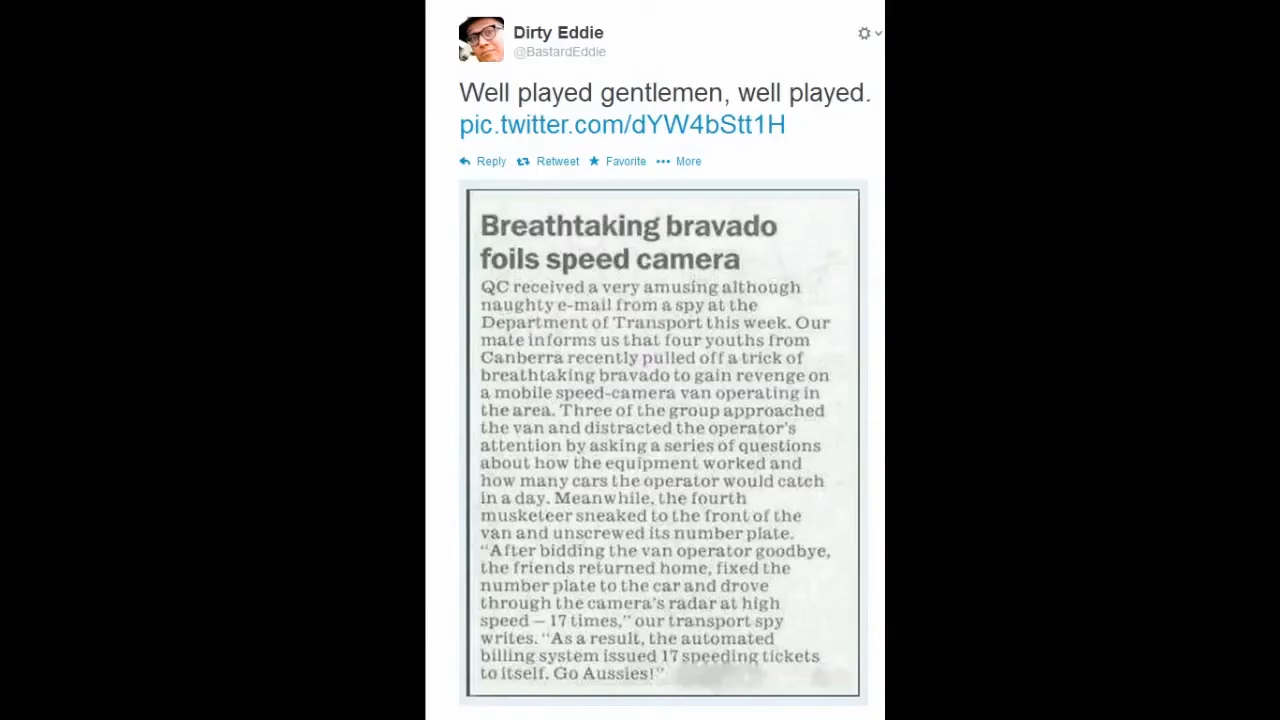 Dirty Eddie
@BastardEddie
Well played gentlemen, well played.
pic.twitter.com/dYW4bStt1H
Reply Retweet Favorite More
Breathtaking bravado
foils speed camera
QC received a very amusing although
naughty e-mail from a spy at the
Department of Transport this week. Our
mate informs us that four youths from
Canberra recently pulled off a trick of
breathtaking bravado to gain revenge on
a mobile speed-camera van operating in
the area. Three of the group approached
the van and distracted the operator's
attention by asking a series of questions
about how the equipment worked and
how many cars the operator would catch
in a day. Meanwhile, the fourth
musketeer sneaked to the front of the
van and unscrewed its number plate.
"After bidding the van operator goodbye,
the friends returned home, fixed the
number plate to the car and drove
through the camera's radar at high
speed – 17 times," our transport spy
writes. "As a result, the automated
billing system issued 17 speeding tickets
to itself. Go Aussies!"